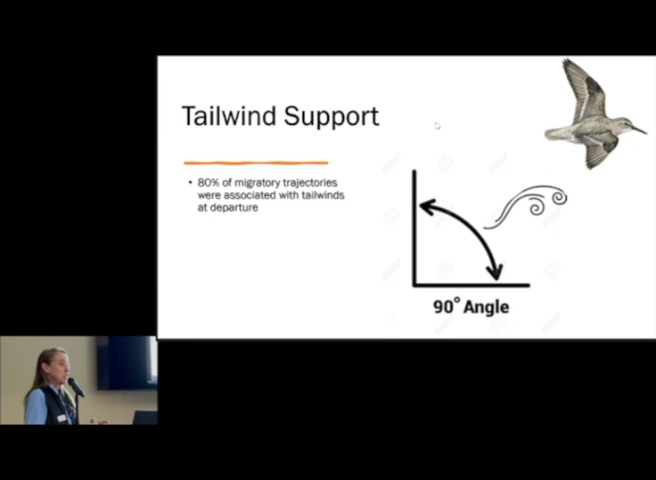 Tailwind Support
• 80% of migratory trajectories
were associated with tailwinds
at departure
90° Angle